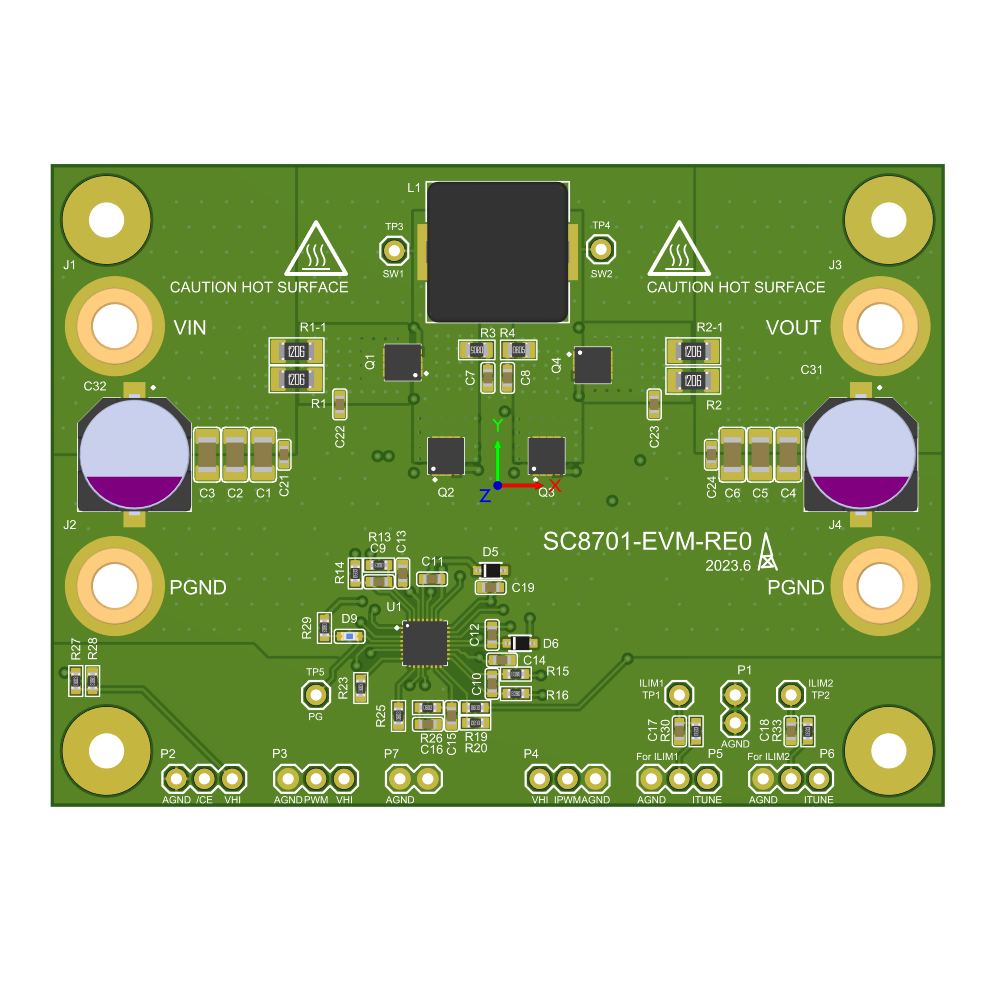 L1
TP3
SW1
TP4
SW2
J1
J3
CAUTION HOT SURFACE
CAUTION HOT SURFACE
VIN
VOUT
R1-1
R2-1
R3 R4
Q1
Q4
1206
1206
1206
1206
C7
C8
C32
C31
R1
R2
C22
C23
Y
C3 C2 C1
C21
C24
C6 C5 C4
Q2
Q3
Z
X
J2
J4
SC8701-EVM-RE0
2023.6
R13
C9
C13
R14
C11
D5
C19
PGND
PGND
U1
R29
D9
C12
D6
C14
R27
R28
TP5
PG
R23
C10
R15
R16
R25
R26
C16
C15
R19
R20
ILIM1
TP1
P1
AGND
ILIM2
TP2
C17
R30
C18
R33
P2
AGND /CE VHI
P3
AGND PWM VHI
P7
AGND
P4
VHI IPWM AGND
For ILIM1 P5
AGND ITUNE
For ILIM2 P6
AGND ITUNE